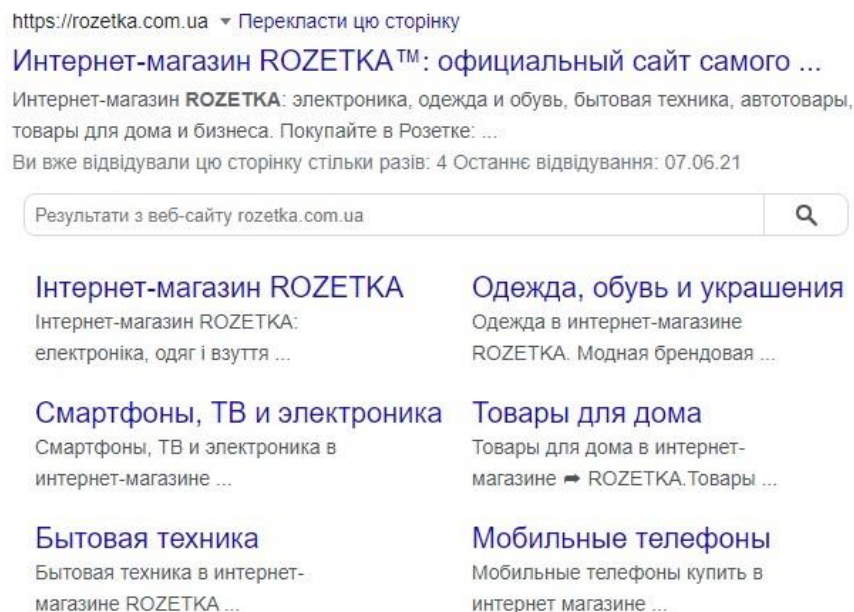 https://rozetka.com.ua ▾ Перекласти цю сторінку
Интернет-магазин ROZETKA™: официальный сайт самого ...
Интернет-магазин ROZETKA: электроника, одежда и обувь, бытовая техника, автотовары,
товары для дома и бизнеса. Покупайте в Розетке: ...
Ви вже відвідували цю сторінку стільки разів: 4 Останнє відвідування: 07.06.21
Результати з веб-сайту rozetka.com.ua
Інтернет-магазин ROZETKA
Інтернет-магазин ROZETKA:
електроніка, одяг і взуття ...
Одежда, обувь и украшения
Одежда в интернет-магазине
ROZETKA. Модная брендовая ...
Смартфоны, ТВ и электроника
Смартфоны, ТВ и электроника в
интернет-магазине ...
Товары для дома
Товары для дома в интернет-
магазине ➦ ROZETKA.Товары ...
Бытовая техника
Бытовая техника в интернет-
магазине ROZETKA ...
Мобильные телефоны
Мобильные телефоны купить в
интернет магазине ...